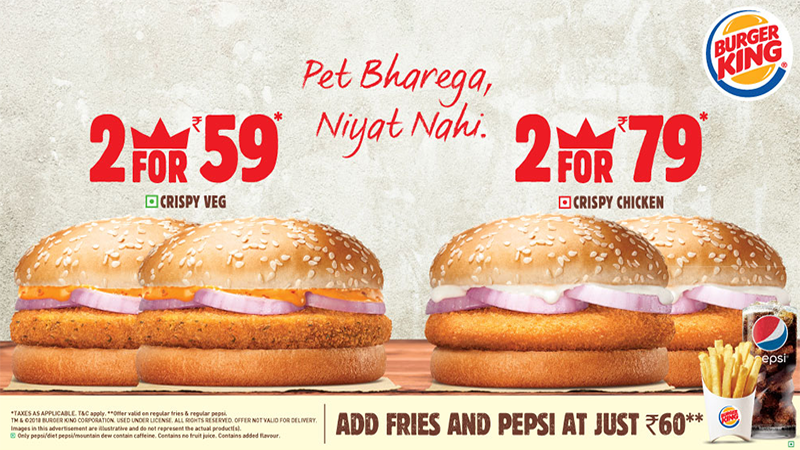 BURGER
KING®
Pet Bharega,
Niyat Nahi.
2 FOR ₹59*
CRISPY VEG
2 FOR ₹79*
CRISPY CHICKEN
pepsi
BURGER
KING
*TAXES AS APPLICABLE. T&C apply. **Offer valid on regular fries & regular pepsi.
TM & ©2018 BURGER KING CORPORATION. USED UNDER LICENSE. ALL RIGHTS RESERVED. OFFER NOT VALID FOR DELIVERY.
Images in this advertisement are illustrative and do not represent the actual product(s).
Only pepsi/diet pepsi/mountain dew contain caffeine. Contains no fruit juice. Contains added flavour.
ADD FRIES AND PEPSI AT JUST ₹60**